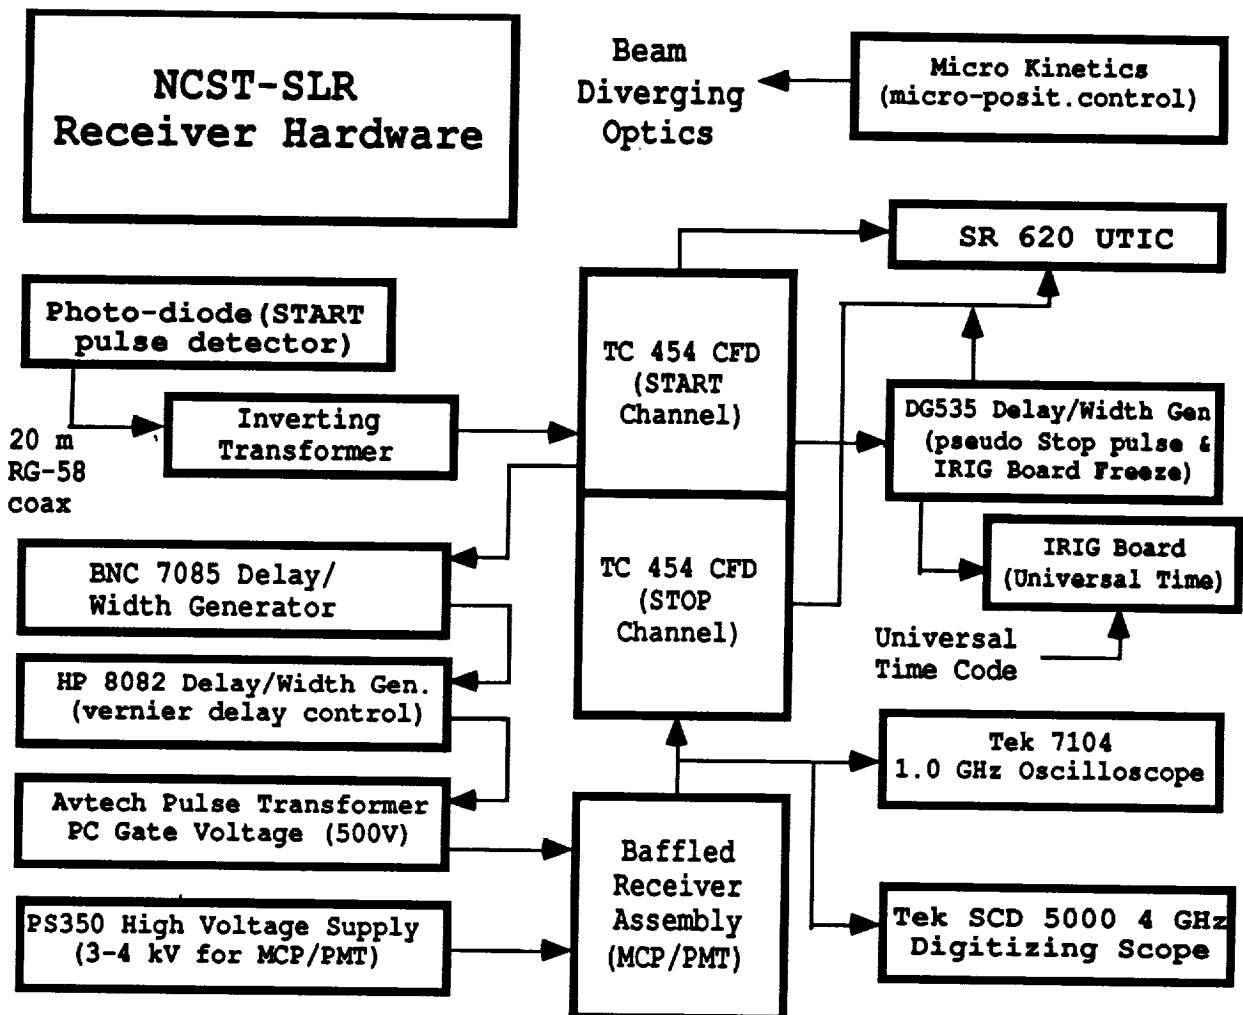 NCST-SLR
Receiver Hardware
Beam
Diverging
Optics
Micro Kinetics
(micro-posit.control)
SR 620 UTIC
Photo-diode(START
pulse detector)
20 m
RG-58
coax
Inverting
Transformer
TC 454 CFD
(START
Channel)
DG535 Delay/Width Gen
(pseudo Stop pulse &
IRIG Board Freeze)
IRIG Board
(Universal Time)
Universal
Time Code
BNC 7085 Delay/
Width Generator
TC 454 CFD
(STOP
Channel)
HP 8082 Delay/Width Gen.
(vernier delay control)
Avtech Pulse Transformer
PC Gate Voltage (500V)
PS350 High Voltage Supply
(3-4 kV for MCP/PMT)
Baffled
Receiver
Assembly
(MCP/PMT)
Tek 7104
1.0 GHz Oscilloscope
Tek SCD 5000 4 GHz
Digitizing Scope